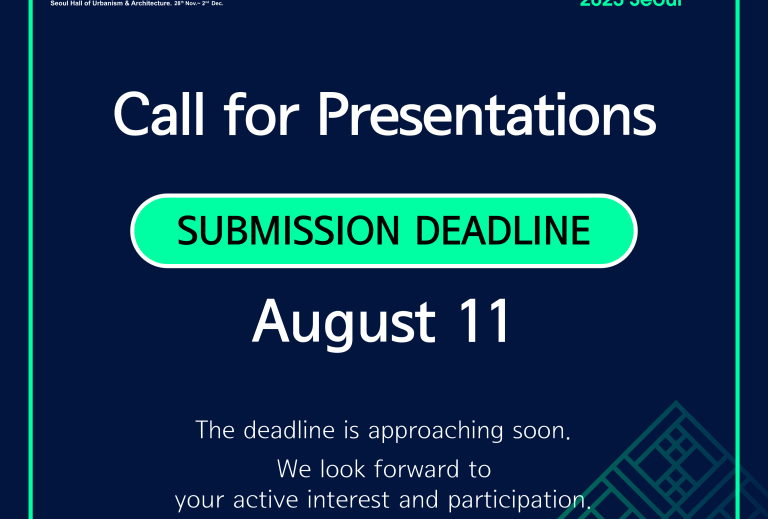 Seoul Hall of Urbanism & Architecture. 28th Nov.~ 2nd Dec.
2025 Seoul
Call for Presentations
SUBMISSION DEADLINE
August 11
The deadline is approaching soon.
We look forward to
your active interest and participation.